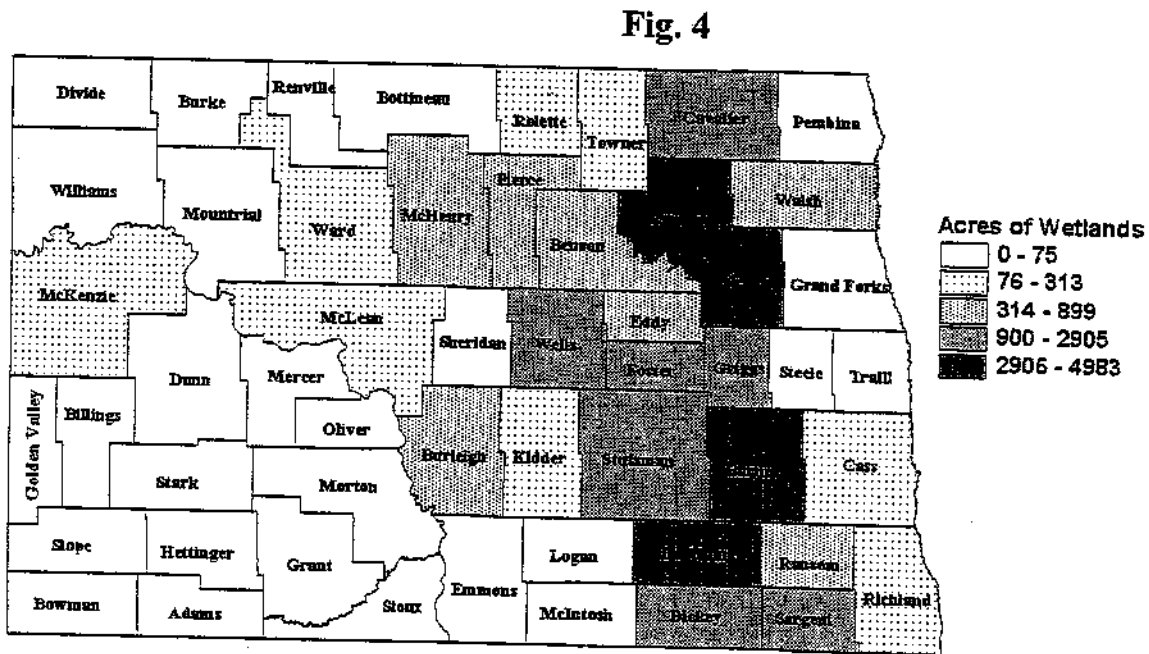 Fig. 4
Divide
Burke
Renville
Bottineau
Rolette
Towner
Cavalier
Pembina
Williams
Mountrial
Ward
McHenry
Pierce
Benson
Walsh
McKenzie
McLean
Sheridan
Wells
Eddy
Foster
Griggs
Grand Forks
Steele
Traill
Dunn
Mercer
Oliver
Golden Valley
Billings
Stark
Morton
Burleigh
Kidder
Stutsman
Cass
Slope
Hettinger
Grant
Sioux
Emmons
Logan
Ransom
Richland
Bowman
Adams
McIntosh
Dickey
Sargent
Acres of Wetlands
0 - 75
76 - 313
314 - 899
900 - 2905
2906 - 4983